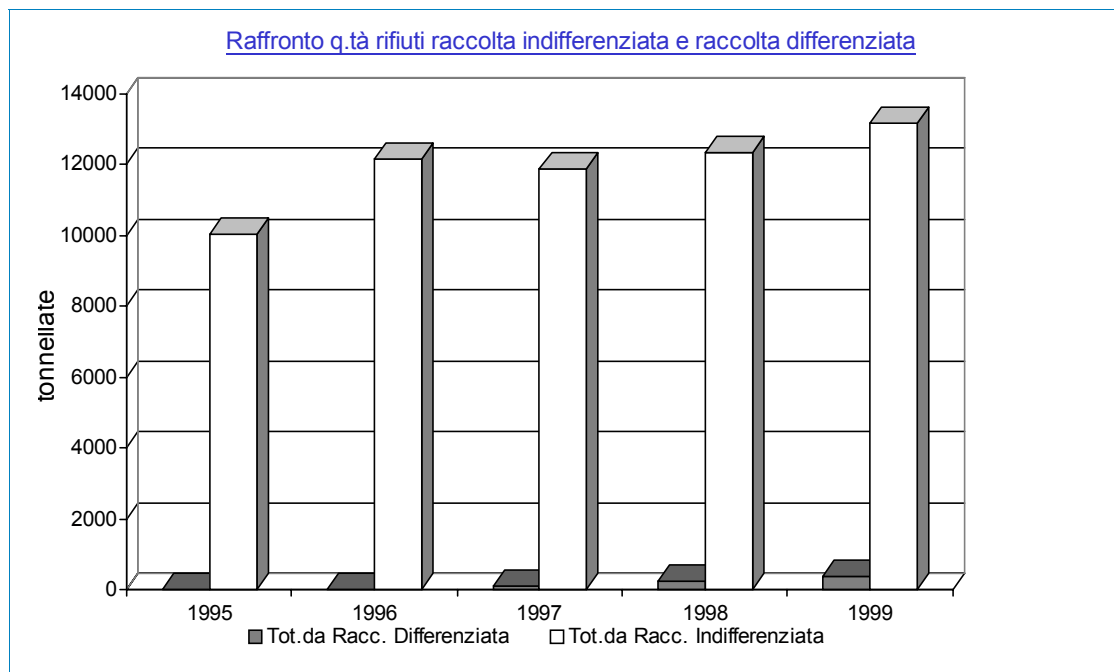 Raffronto q.tà rifiuti raccolta indifferenziata e raccolta differenziata
tonnellate
14000
12000
10000
8000
6000
4000
2000
0
1995 1996 1997 1998 1999
Tot.da Racc. Differenziata Tot.da Racc. Indifferenziata